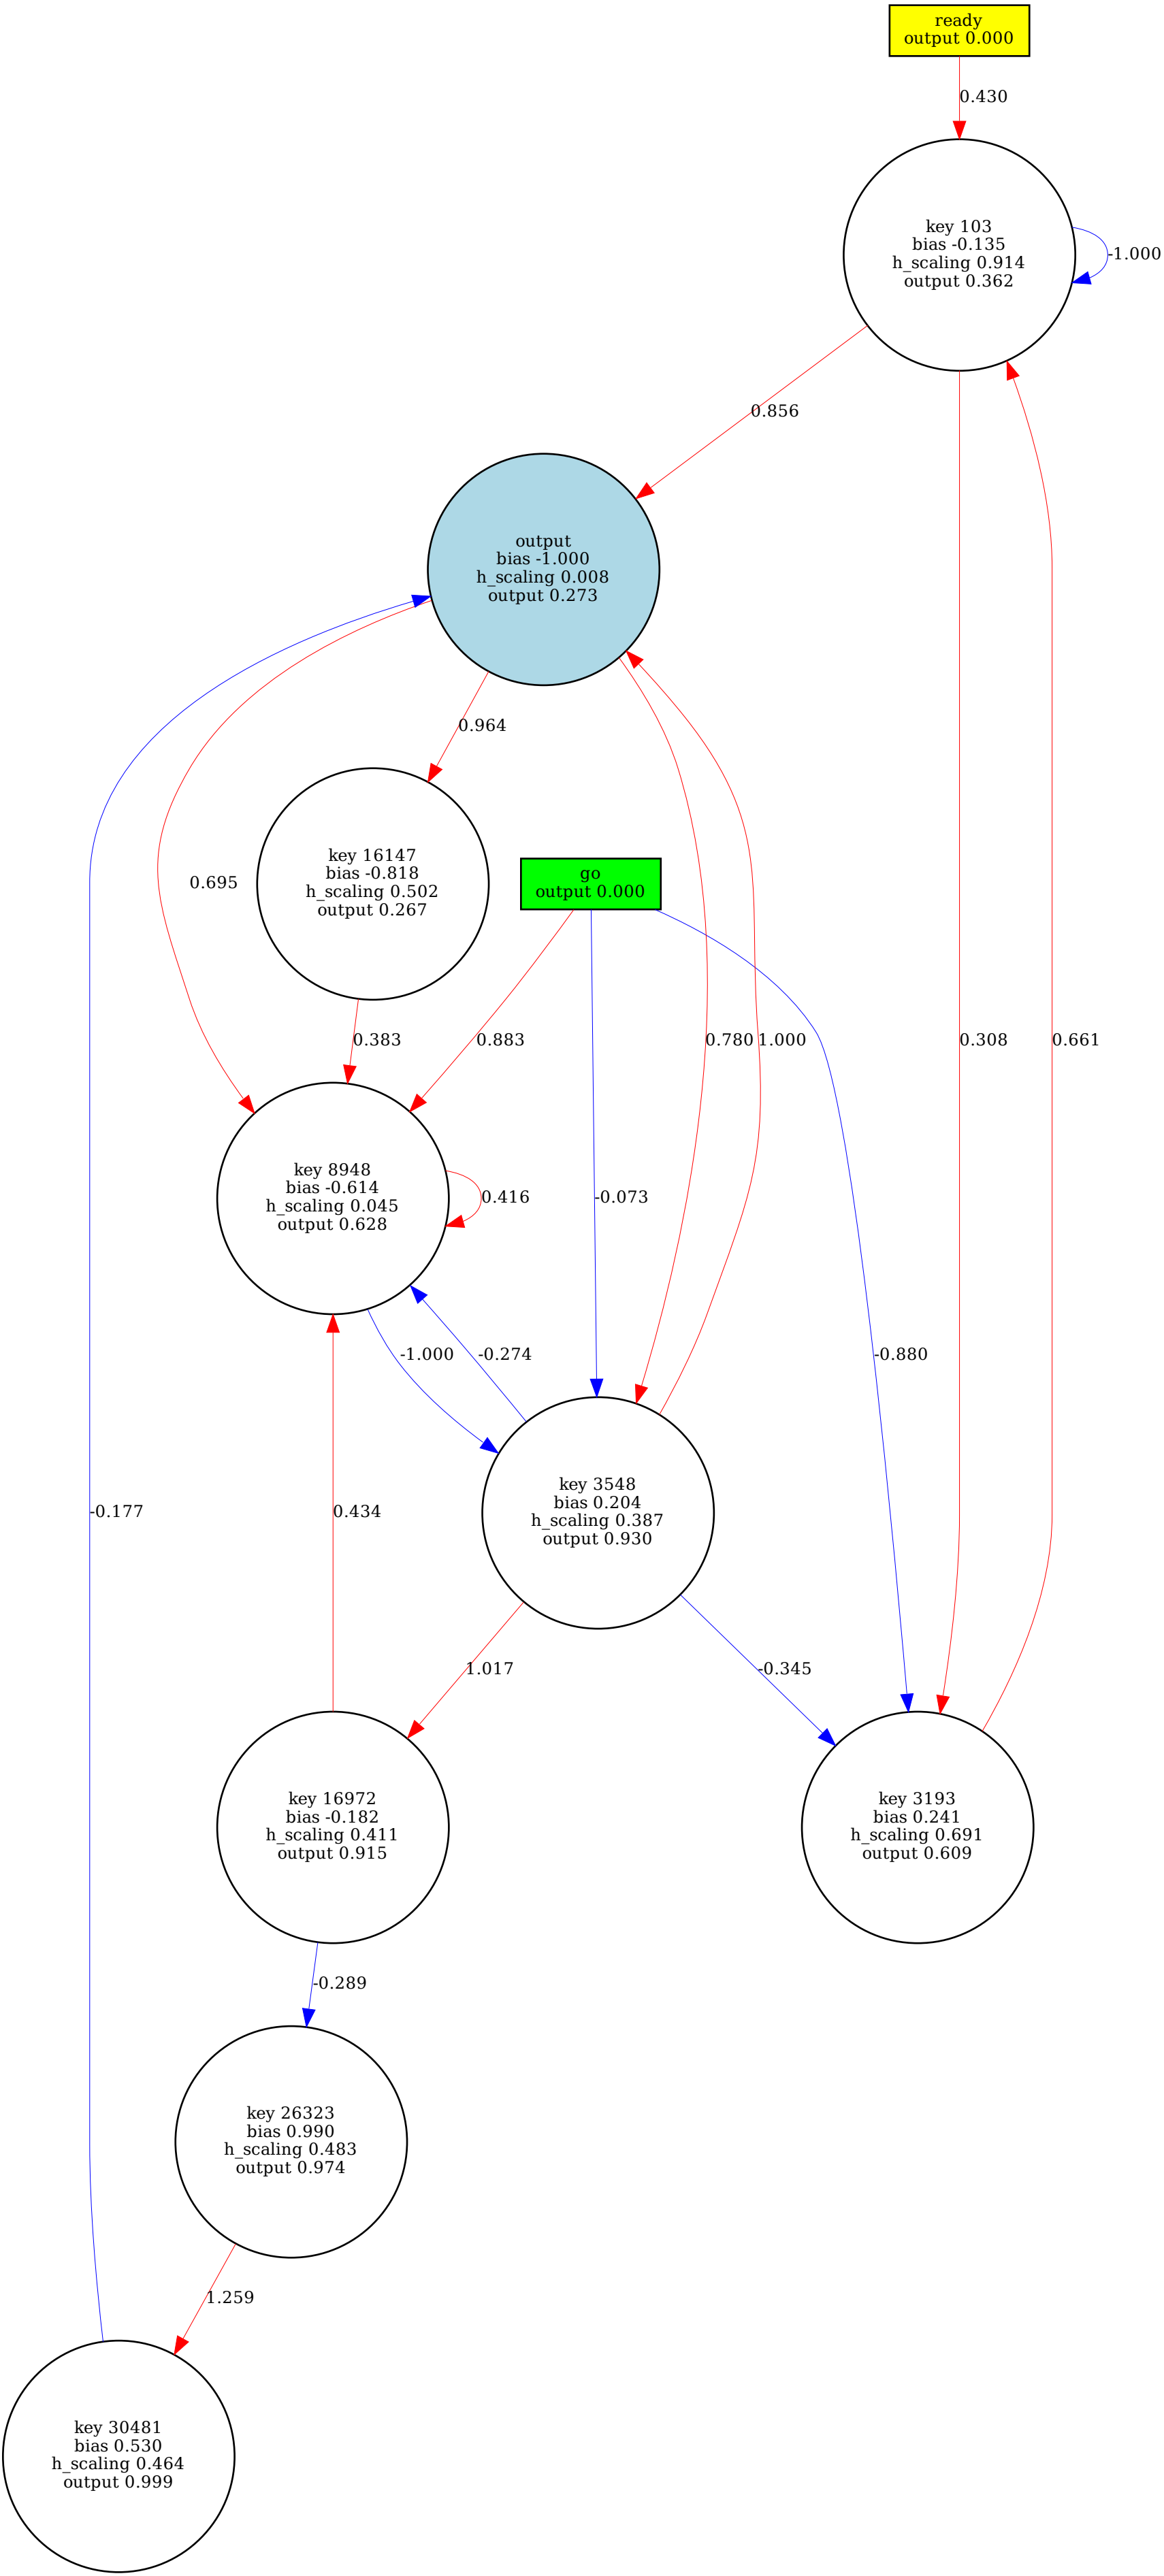 ready
output 0.000
0.430
key 103
bias -0.135
h_scaling 0.914
output 0.362
-1.000
0.856
output
bias -1.000
h_scaling 0.008
output 0.273
0.964
key 16147
bias -0.818
h_scaling 0.502
output 0.267
go
output 0.000
0.695
0.383
0.883
0.780
1.000
0.308
0.661
key 8948
bias -0.614
h_scaling 0.045
output 0.628
0.416
-0.073
-1.000
-0.274
-0.880
key 3548
bias 0.204
h_scaling 0.387
output 0.930
-0.177
0.434
1.017
-0.345
key 16972
bias -0.182
h_scaling 0.411
output 0.915
key 3193
bias 0.241
h_scaling 0.691
output 0.609
-0.289
key 26323
bias 0.990
h_scaling 0.483
output 0.974
1.259
key 30481
bias 0.530
h_scaling 0.464
output 0.999